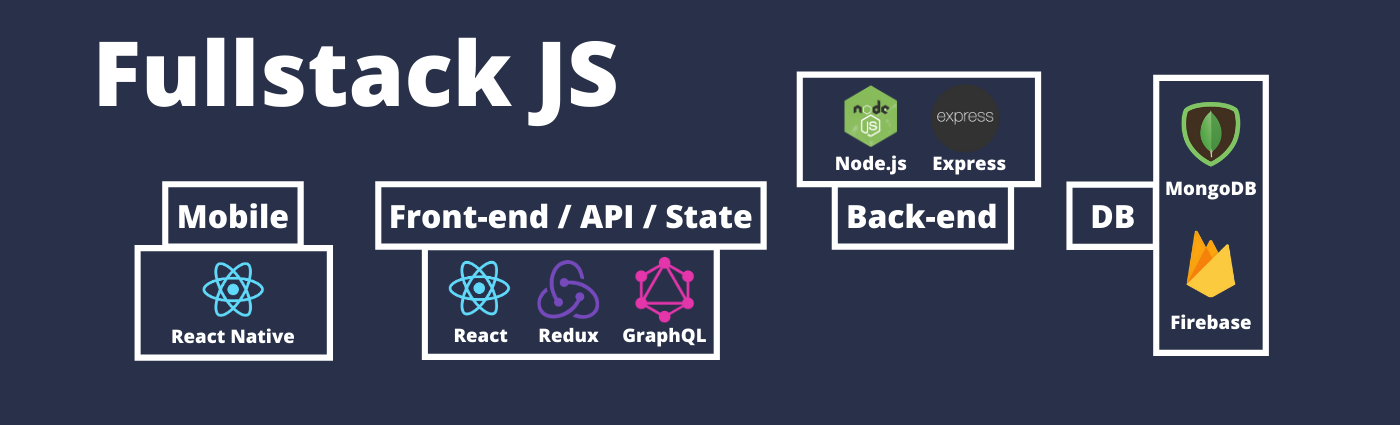 Fullstack JS
Mobile
React Native
Front-end / API / State
React
Redux
GraphQL
node
js
Node.js
express
Express
Back-end
DB
MongoDB
Firebase